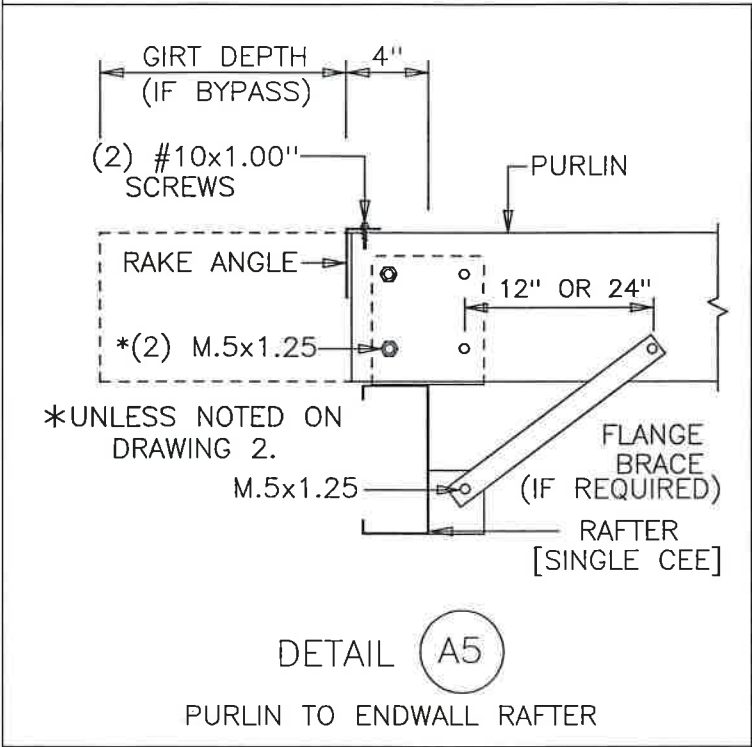 GIRT DEPTH
(IF BYPASS)
4"
(2) #10x1.00"
SCREWS
PURLIN
RAKE ANGLE
12" OR 24"
*(2) M.5x1.25
*UNLESS NOTED ON
DRAWING 2.
M.5x1.25
FLANGE
BRACE
(IF REQUIRED)
RAFTER
[SINGLE CEE]
DETAIL A5
PURLIN TO ENDWALL RAFTER